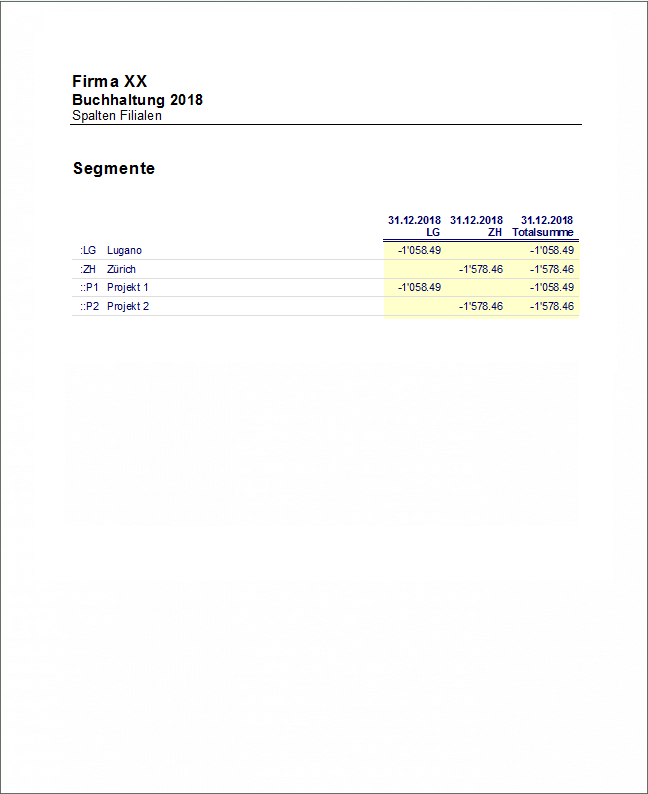 Firma XX
Buchhaltung 2018
Spalten Filialen
Segmente
31.12.2018 31.12.2018 31.12.2018
LG ZH Totalsumme
:LG Lugano -1'058.49 -1'058.49
:ZH Zürich -1'578.46 -1'578.46
::P1 Projekt 1 -1'058.49 -1'058.49
::P2 Projekt 2 -1'578.46 -1'578.46